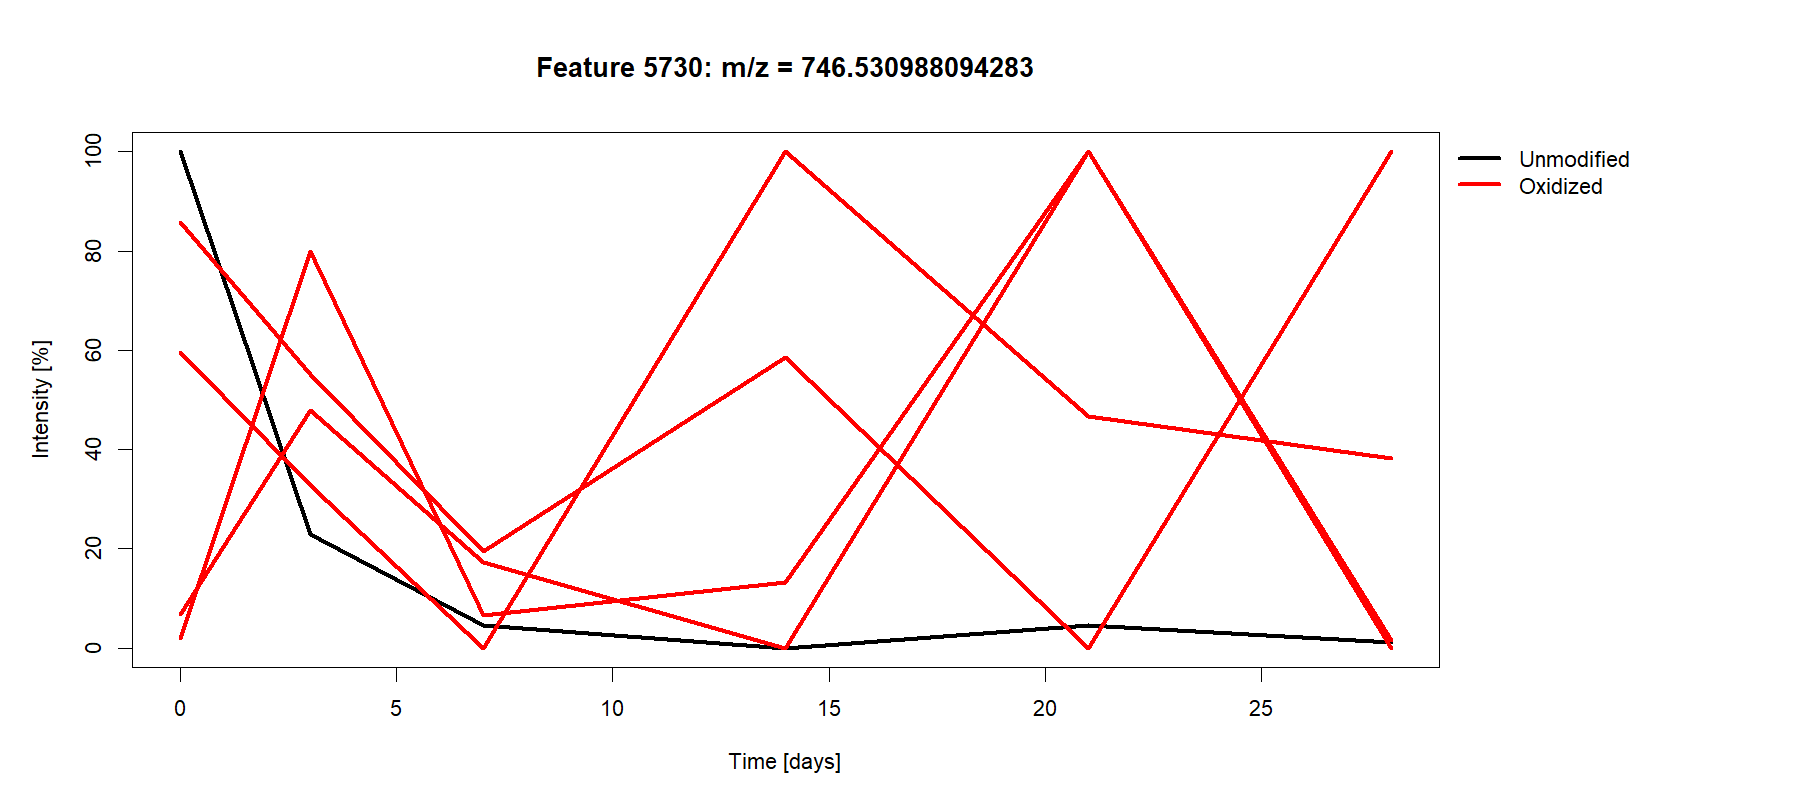 Feature 5730: m/z = 746.530988094283
Unmodified
Oxidized
Intensity [%]
100
80
60
40
20
0
0 5 10 15 20 25
Time [days]